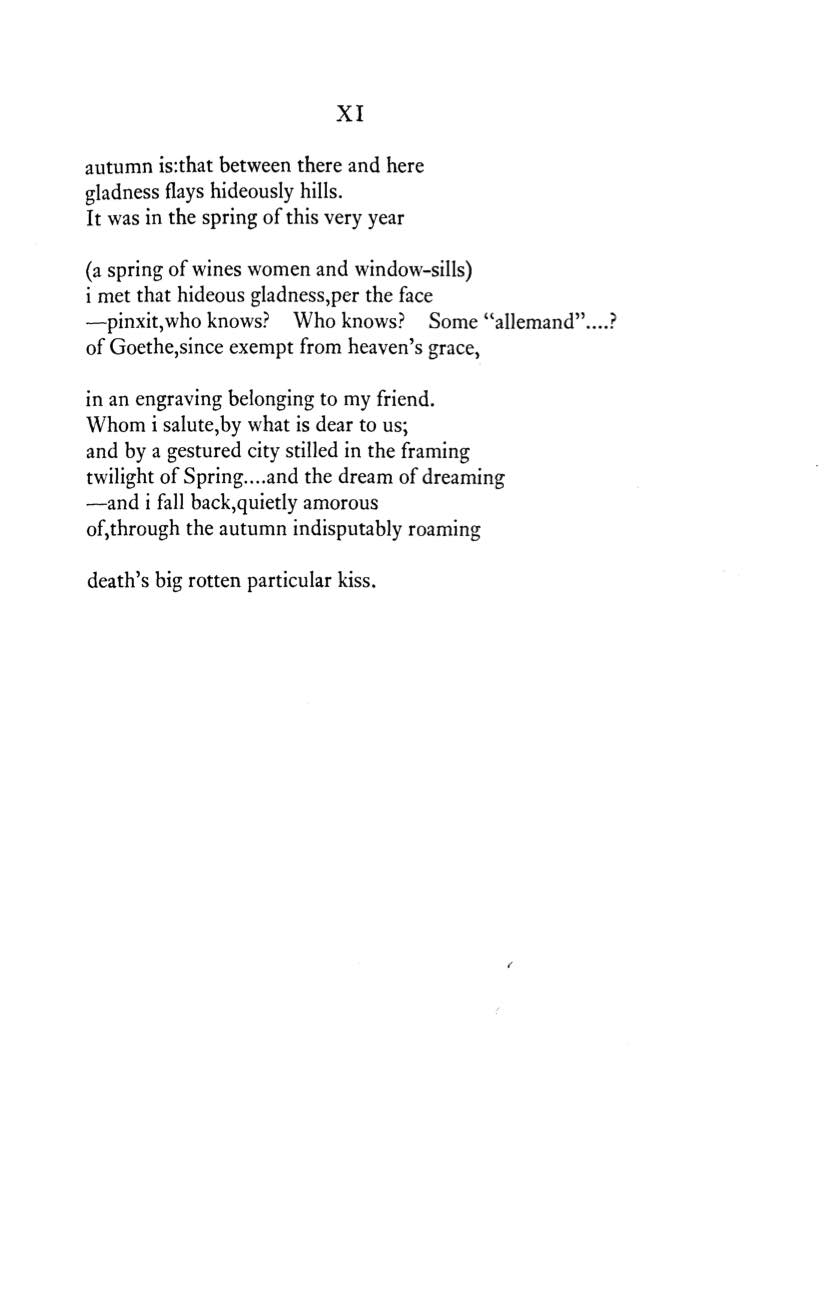 XI
autumn is:that between there and here
gladness flays hideously hills.
It was in the spring of this very year
(a spring of wines women and window-sills)
i met that hideous gladness,per the face
—pinxit,who knows? Who knows? Some “allemand”....?
of Goethe,since exempt from heaven’s grace,
in an engraving belonging to my friend.
Whom i salute,by what is dear to us;
and by a gestured city stilled in the framing
twilight of Spring....and the dream of dreaming
—and i fall back,quietly amorous
of,through the autumn indisputably roaming
death’s big rotten particular kiss.